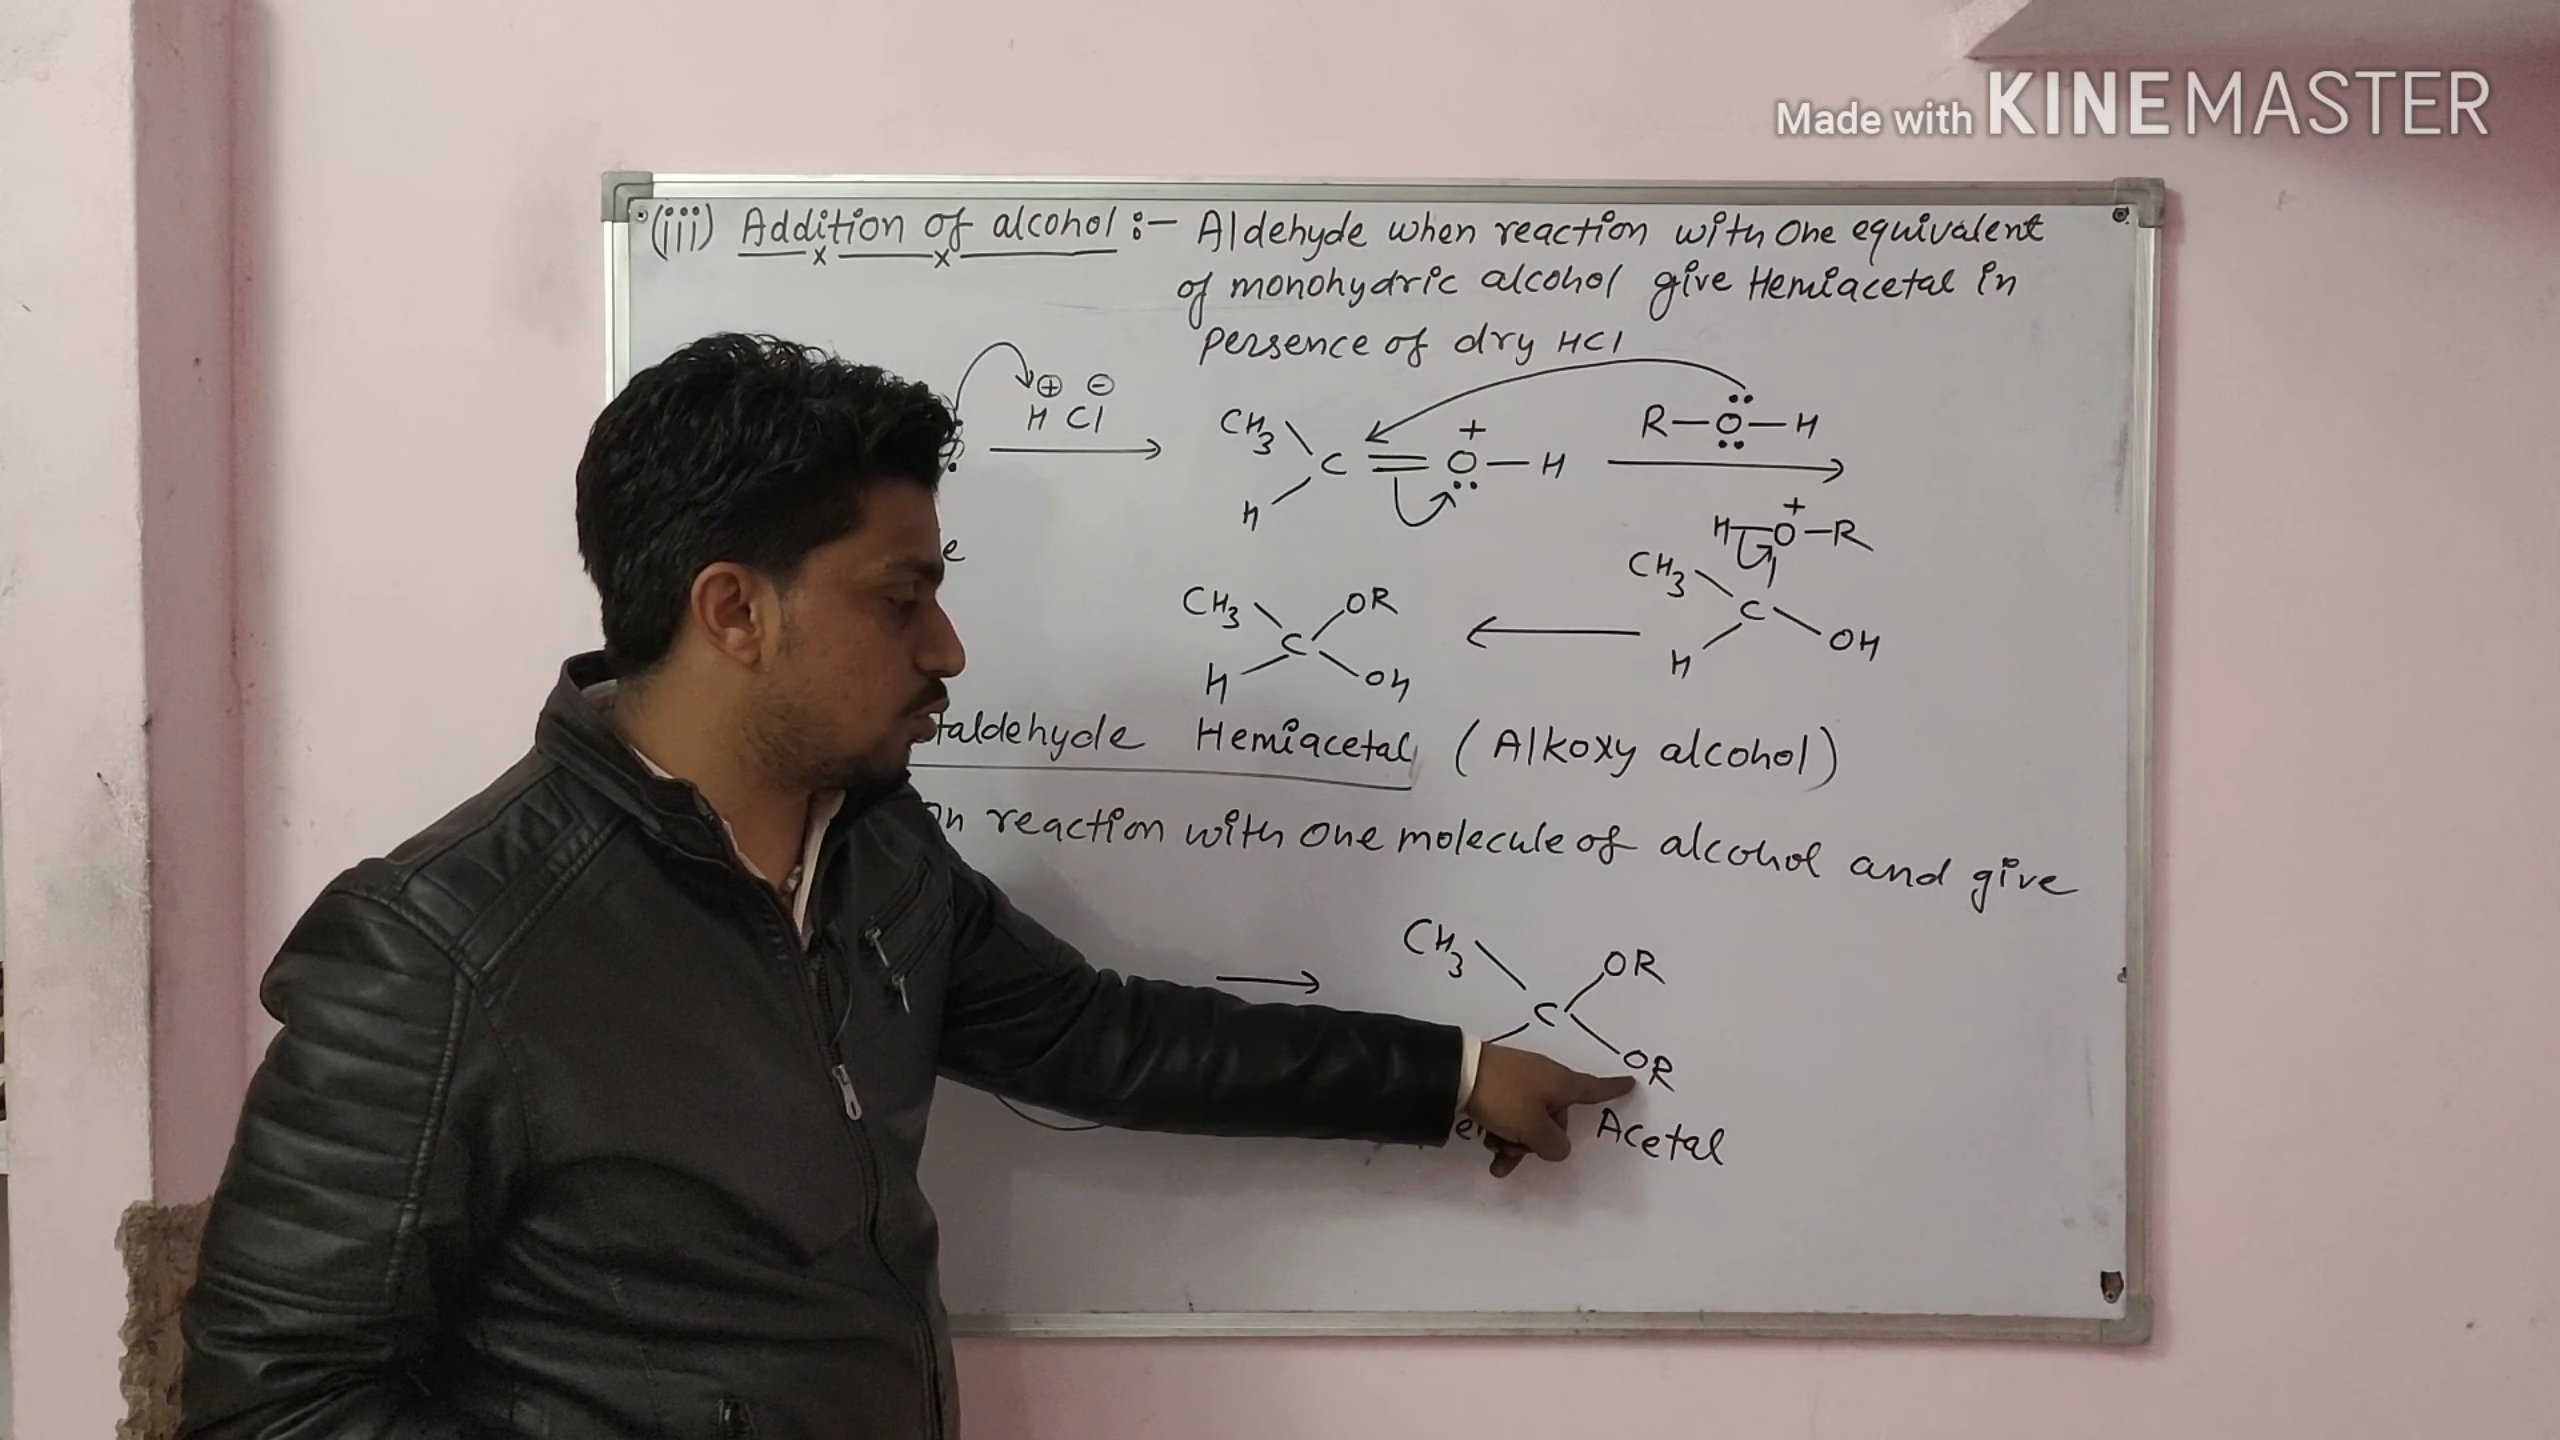 Made with KINEMASTER
(iii) Addition of alcohol :- Aldehyde when reaction with one equivalent
of monohydric alcohol give Hemiacetal in
persence of dry HCl
⊕ ⊖
H Cl
CH3
C = O — H
+
H
R — O — H
H — O — R
+
CH3
C
OH
H
CH3
OR
C
H
OH
taldehyde Hemiacetal (Alkoxy alcohol)
on reaction with one molecule of alcohol and give
CH3
OR
C
OR
Acetal